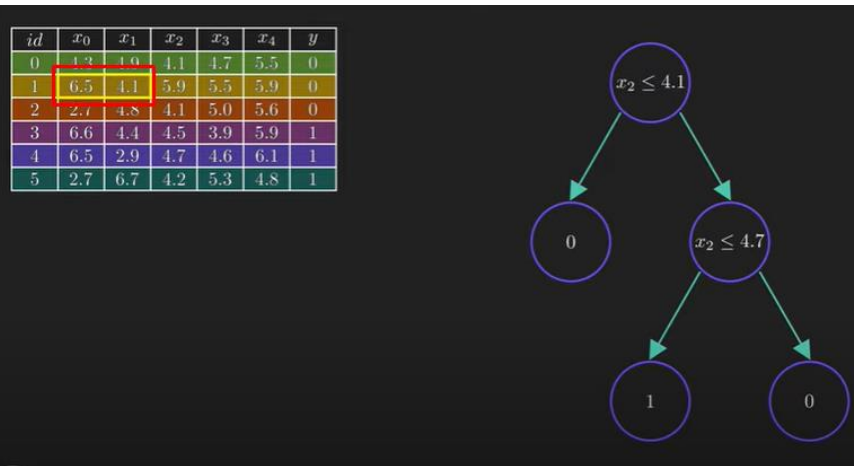 id x₀ x₁ x₂ x₃ x₄ y
0 4.3 4.9 4.1 4.7 5.5 0
1 6.5 4.1 5.9 5.5 5.9 0
2 2.7 4.8 4.1 5.0 5.6 0
3 6.6 4.4 4.5 3.9 5.9 1
4 6.5 2.9 4.7 4.6 6.1 1
5 2.7 6.7 4.2 5.3 4.8 1
x₂ ≤ 4.1
0
x₂ ≤ 4.7
1
0